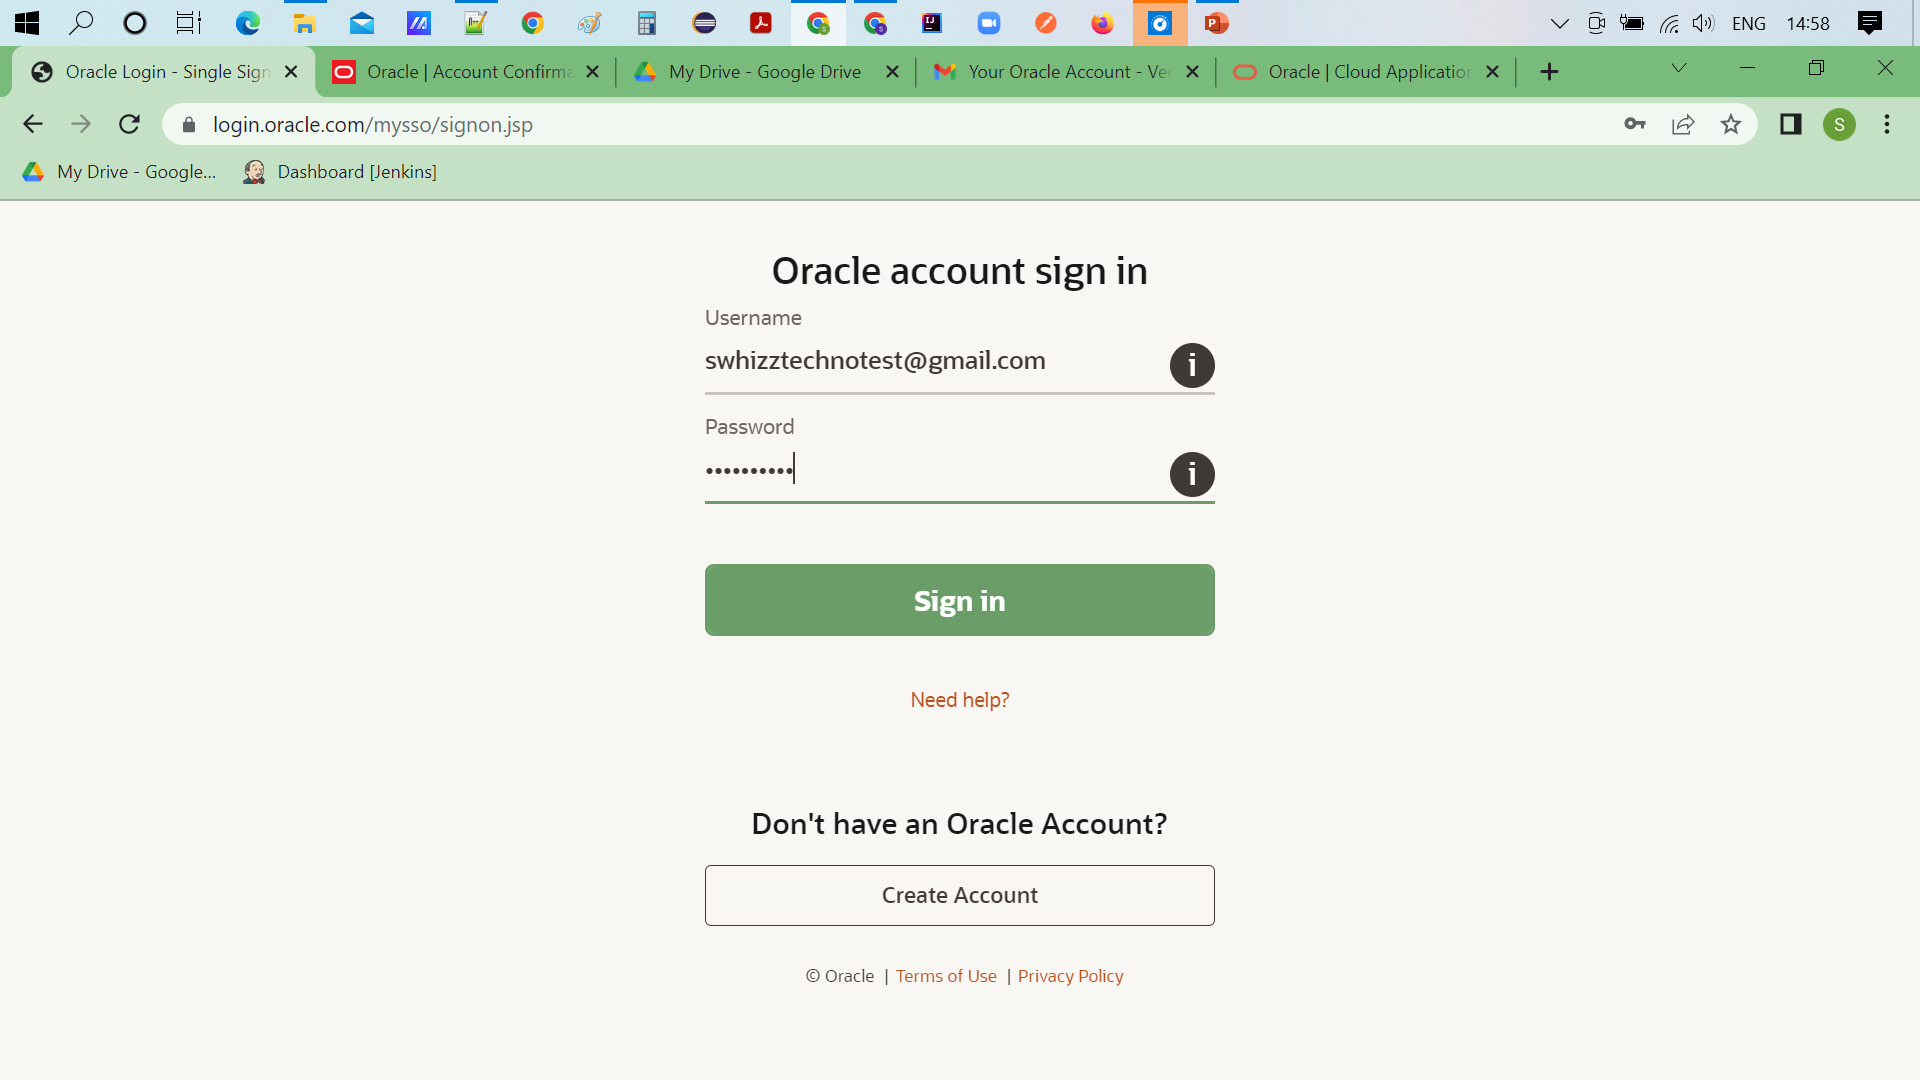 ENG 14:58
Oracle Login - Single Sign
Oracle | Account Confirma
My Drive - Google Drive
Your Oracle Account - Ver
Oracle | Cloud Application
login.oracle.com/mysso/signon.jsp
S
My Drive - Google...
Dashboard [Jenkins]
Oracle account sign in
Username
swhizztechnotest@gmail.com
i
Password
••••••••••
i
Sign in
Need help?
Don't have an Oracle Account?
Create Account
© Oracle | Terms of Use | Privacy Policy